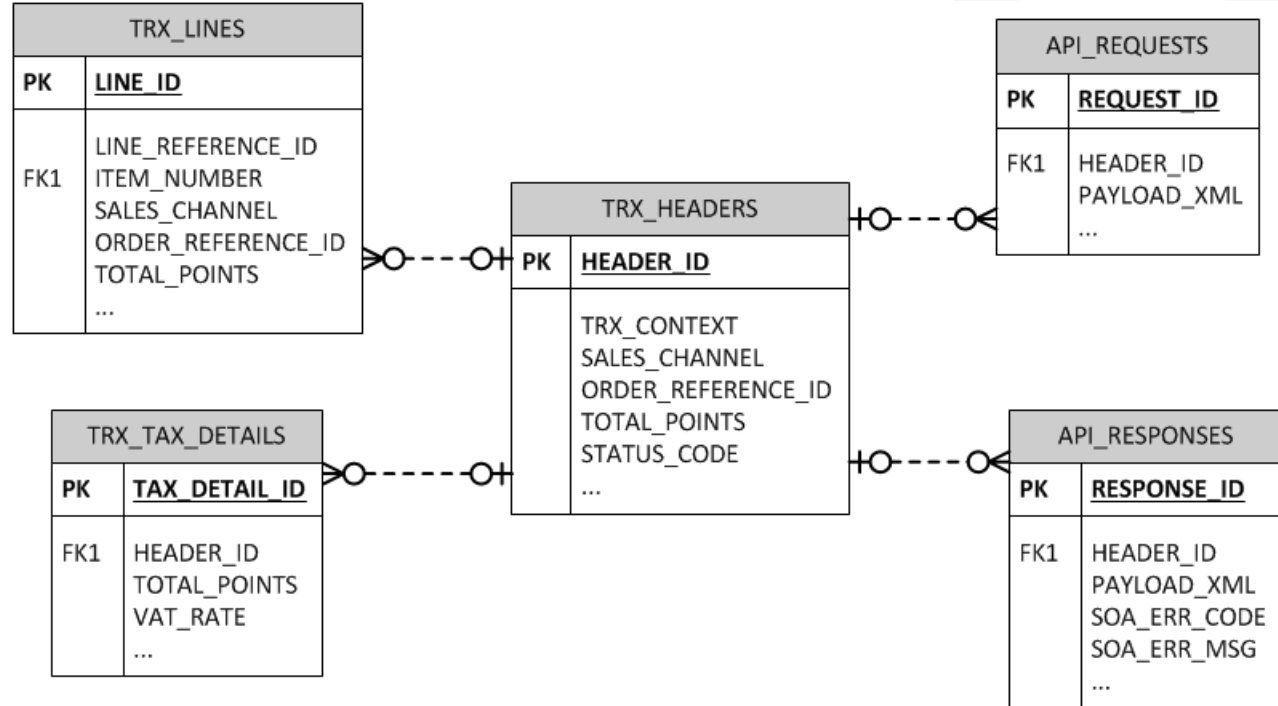 TRX_LINES
PK LINE_ID
LINE_REFERENCE_ID
FK1 ITEM_NUMBER
SALES_CHANNEL
ORDER_REFERENCE_ID
TOTAL_POINTS
...
TRX_TAX_DETAILS
PK TAX_DETAIL_ID
FK1 HEADER_ID
TOTAL_POINTS
VAT_RATE
...
TRX_HEADERS
PK HEADER_ID
TRX_CONTEXT
SALES_CHANNEL
ORDER_REFERENCE_ID
TOTAL_POINTS
STATUS_CODE
...
API_REQUESTS
PK REQUEST_ID
FK1 HEADER_ID
PAYLOAD_XML
...
API_RESPONSES
PK RESPONSE_ID
FK1 HEADER_ID
PAYLOAD_XML
SOA_ERR_CODE
SOA_ERR_MSG
...